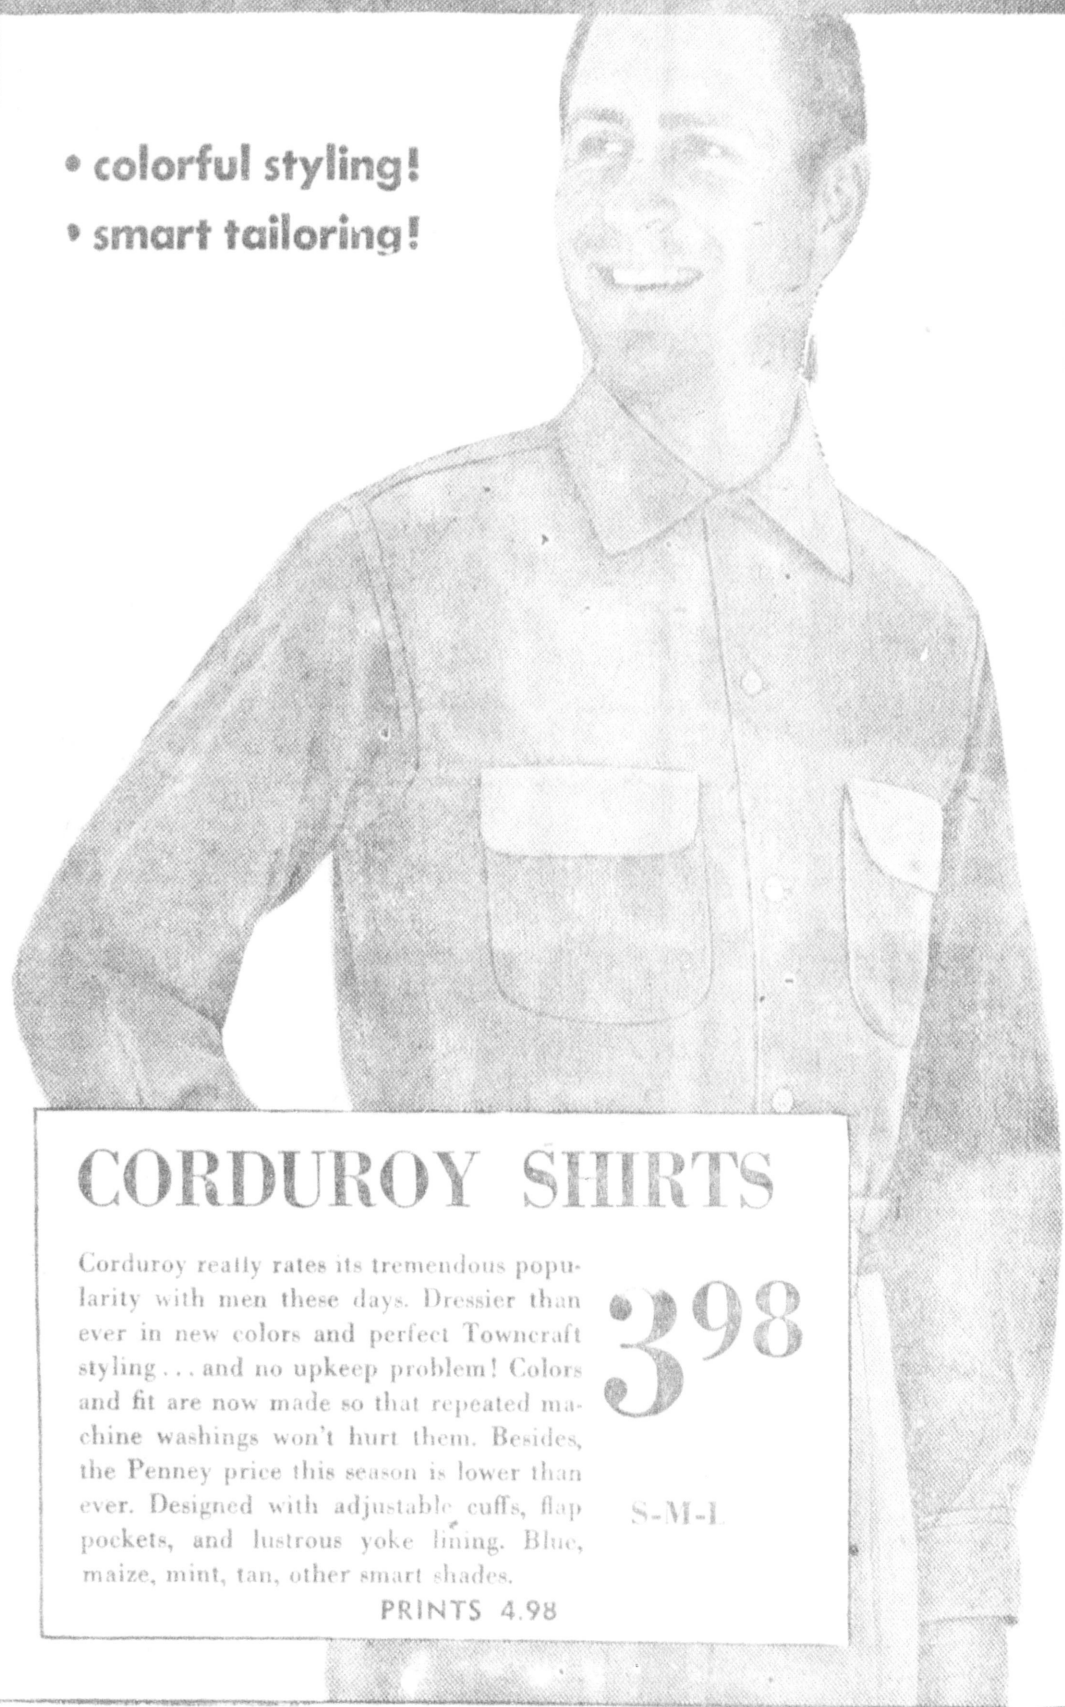 • colorful styling!
• smart tailoring!
CORDUROY SHIRTS
Corduroy really rates its tremendous popu-
larity with men these days. Dressier than
ever in new colors and perfect Towncraft
styling... and no upkeep problem! Colors
and fit are now made so that repeated ma-
chine washings won't hurt them. Besides,
the Penney price this season is lower than
ever. Designed with adjustable cuffs, flap
pockets, and lustrous yoke lining. Blue,
maize, mint, tan, other smart shades.
PRINTS 4.98
398
S-M-L